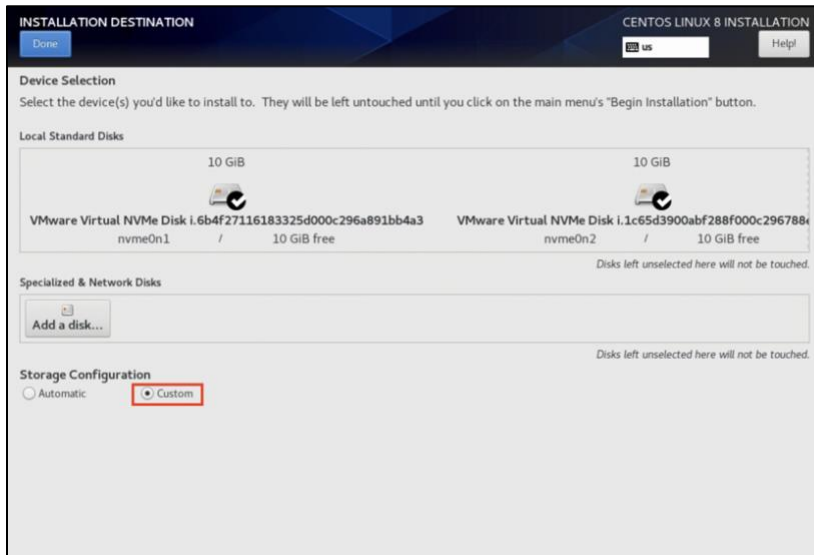 INSTALLATION DESTINATION
CENTOS LINUX 8 INSTALLATION
Done
us
Help!
Device Selection
Select the device(s) you'd like to install to. They will be left untouched until you click on the main menu's "Begin Installation" button.
Local Standard Disks
10 GiB
10 GiB
VMware Virtual NVMe Disk i.6b4f27116183325d000c296a891bb4a3
VMware Virtual NVMe Disk i.1c65d3900abf288f000c296788
nvme0n1 / 10 GiB free
nvme0n2 / 10 GiB free
Disks left unselected here will not be touched.
Specialized & Network Disks
Add a disk...
Disks left unselected here will not be touched.
Storage Configuration
Automatic
Custom